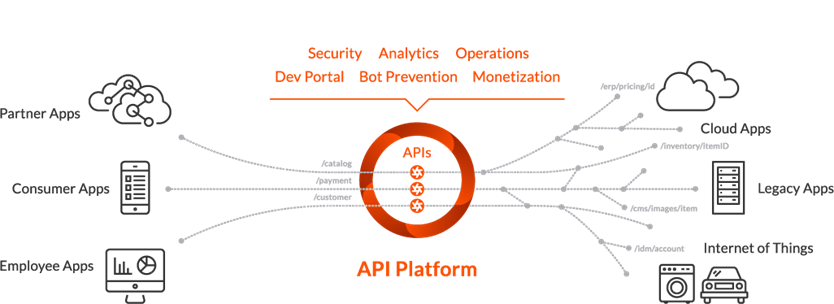 Security Analytics Operations
Dev Portal Bot Prevention Monetization
Partner Apps
Consumer Apps
Employee Apps
/catalog
/payment
/customer
APIs
API Platform
/erp/pricing/id
Cloud Apps
/inventory/itemID
Legacy Apps
/cms/images/item
Internet of Things
/idm/account